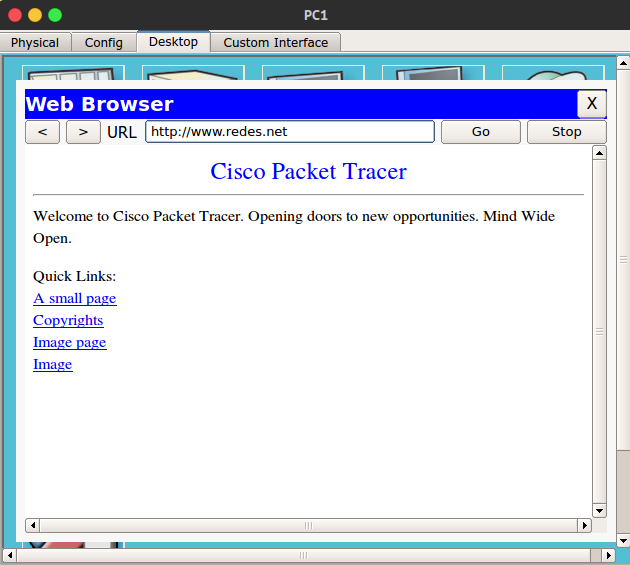 PC1
Physical Config Desktop Custom Interface
Web Browser X
< > URL http://www.redes.net Go Stop
Cisco Packet Tracer
Welcome to Cisco Packet Tracer. Opening doors to new opportunities. Mind Wide
Open.
Quick Links:
A small page
Copyrights
Image page
Image